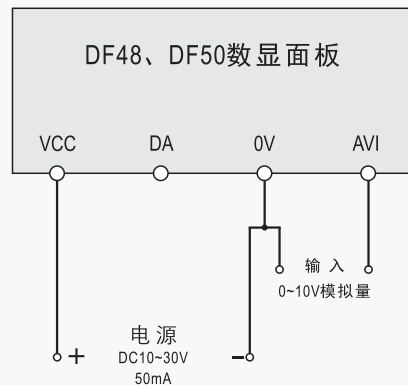 DF48、DF50数显面板
VCC DA 0V AVI
输入
0~10V模拟量
电源
+ DC10~30V −
50mA